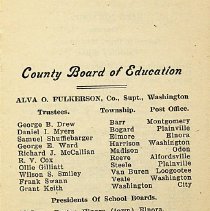 County Board of Education
ALVA O. FULKERSON, Co., Supt., Washington
Trustees. Township. Post Office.
George B. Drew Barr Montgomery
Daniel I. Myers Bogard Plainville
Samuel Shufflebarger Elmore Elnora
George E. Ward Harrison Washington
Richard J. McCallian Madison Odon
R. V. Cox Reeve Alfordsville
Ollie Gilliatt Steele Plainville
Wilson S. Smiley Van Buren Loogootee
Frank Swans Veale Washington
Grant Keith Washington City
Presidents Of School Boards.
Elnora.